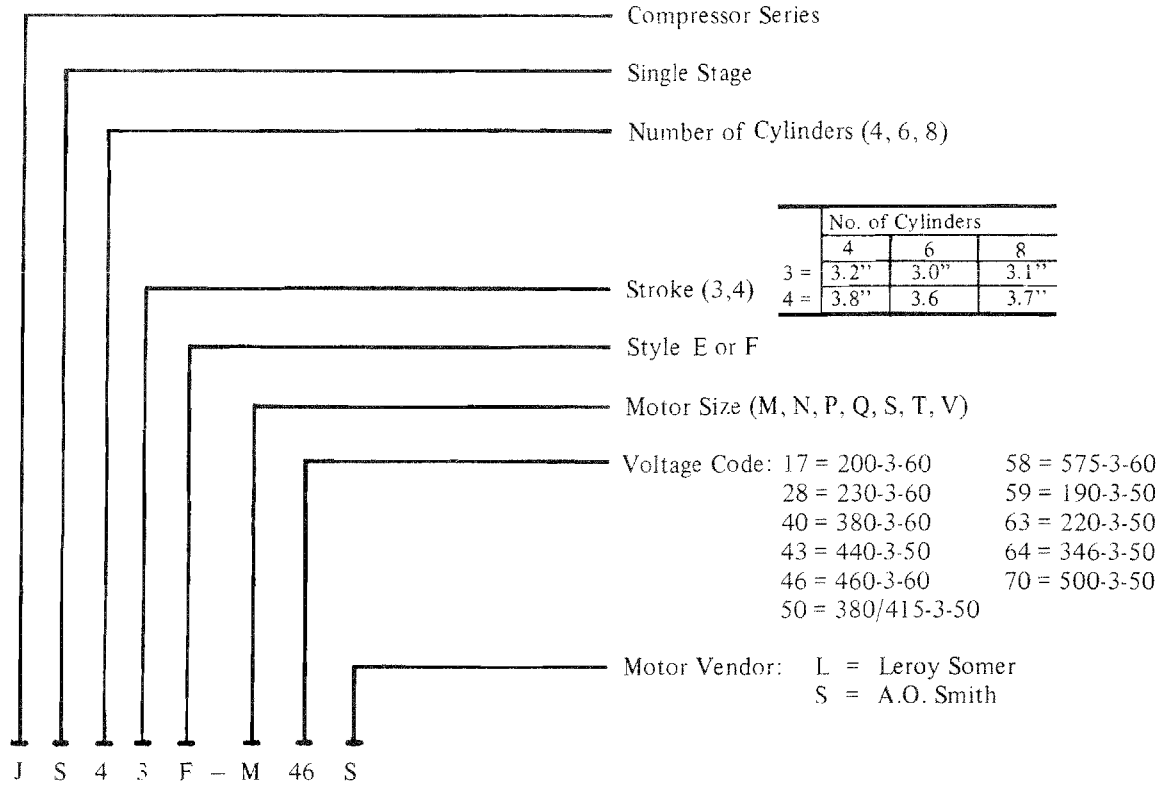 Compressor Series
Single Stage
Number of Cylinders (4, 6, 8)
No. of Cylinders
4 6 8
3 = 3.2’’ 3.0’’ 3.1’’
Stroke (3,4)
4 = 3.8’’ 3.6 3.7’’
Style E or F
Motor Size (M, N, P, Q, S, T, V)
Voltage Code: 17 = 200-3-60 58 = 575-3-60
28 = 230-3-60 59 = 190-3-50
40 = 380-3-60 63 = 220-3-50
43 = 440-3-50 64 = 346-3-50
46 = 460-3-60 70 = 500-3-50
50 = 380/415-3-50
Motor Vendor: L = Leroy Somer
S = A.O. Smith
J S 4 3 F – M 46 S